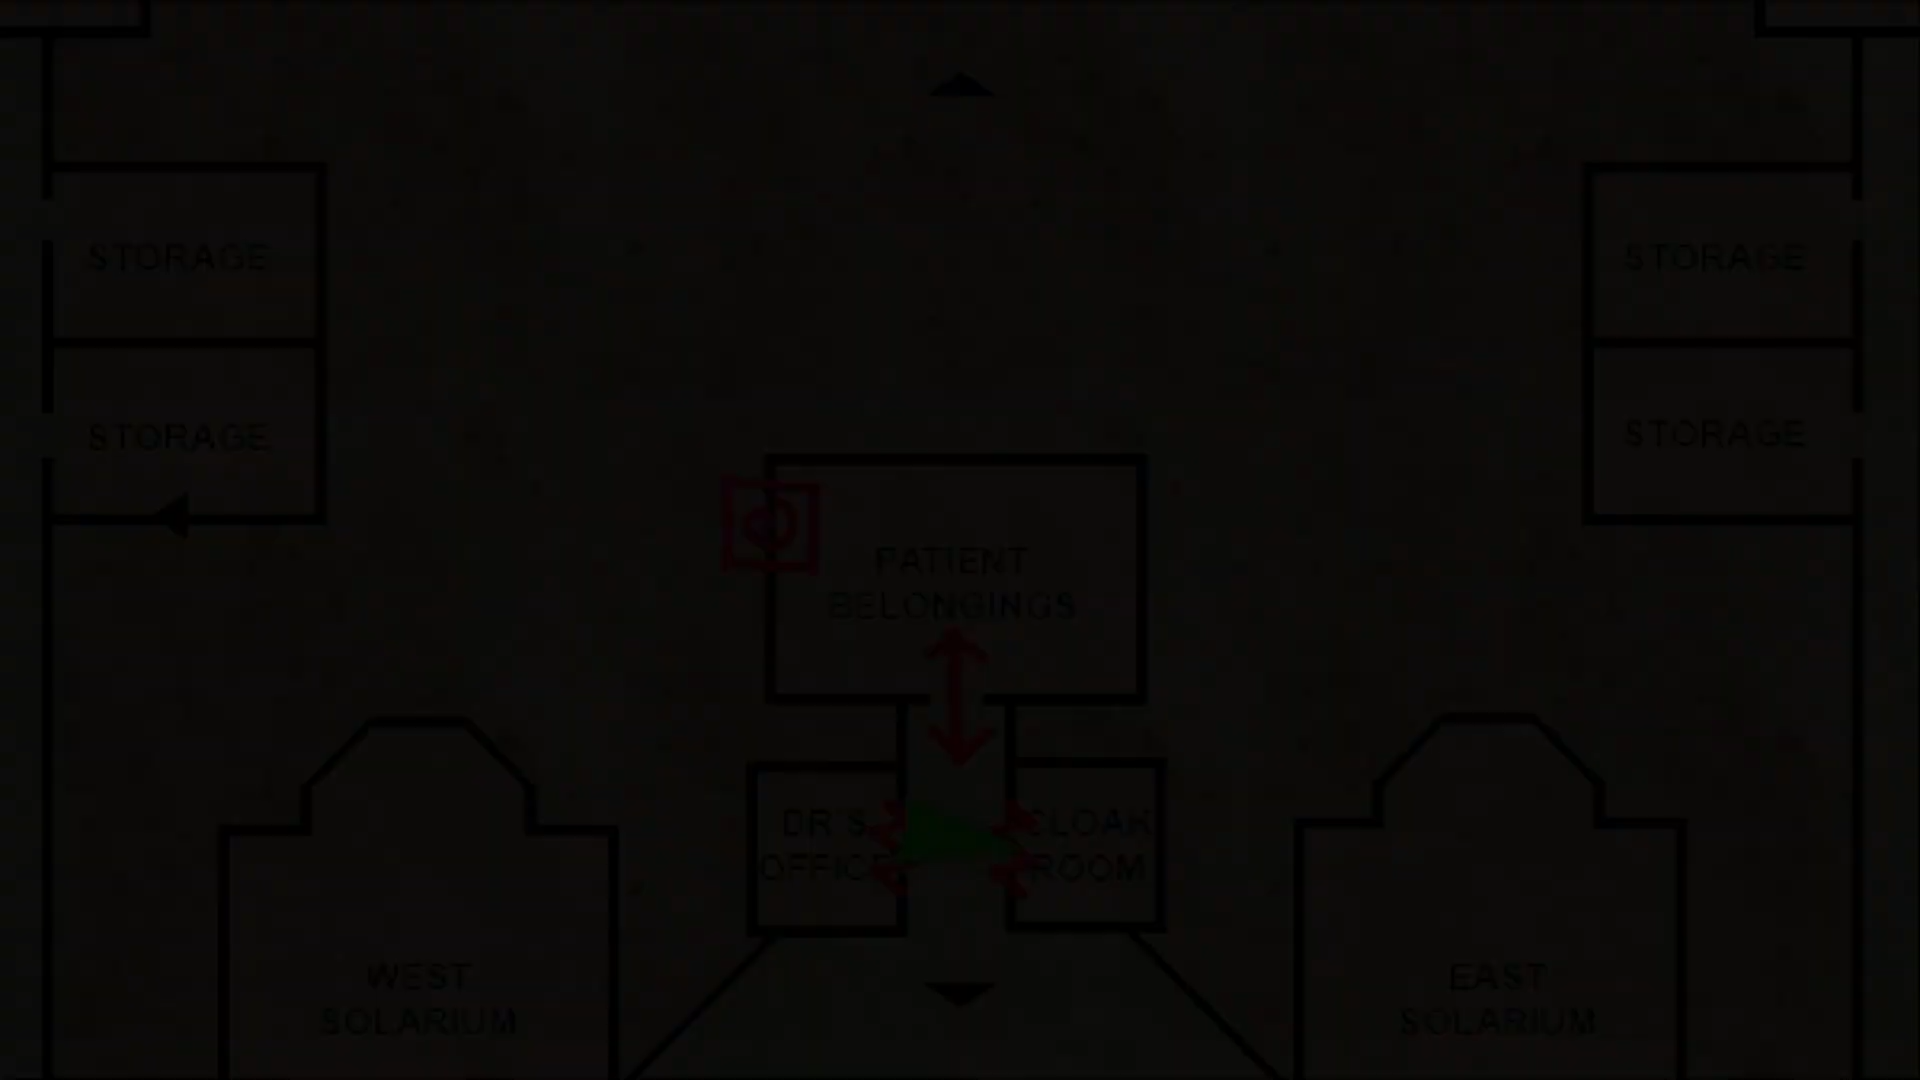 STORAGE
STORAGE
STORAGE
STORAGE
PATIENT
BELONGINGS
DR'S
OFFICE
CLOAK
ROOM
WEST
SOLARIUM
EAST
SOLARIUM